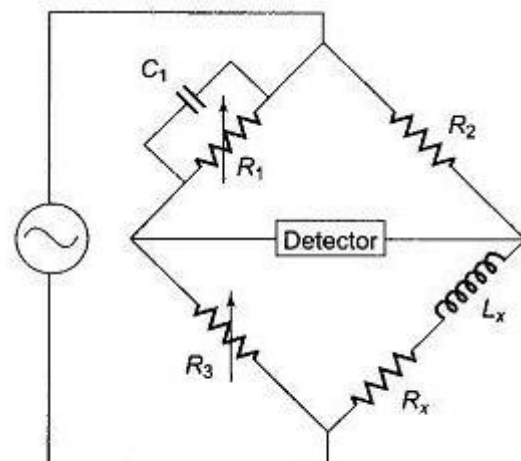 C₁
R₂
R₁
Detector
Lₓ
R₃
Rₓ